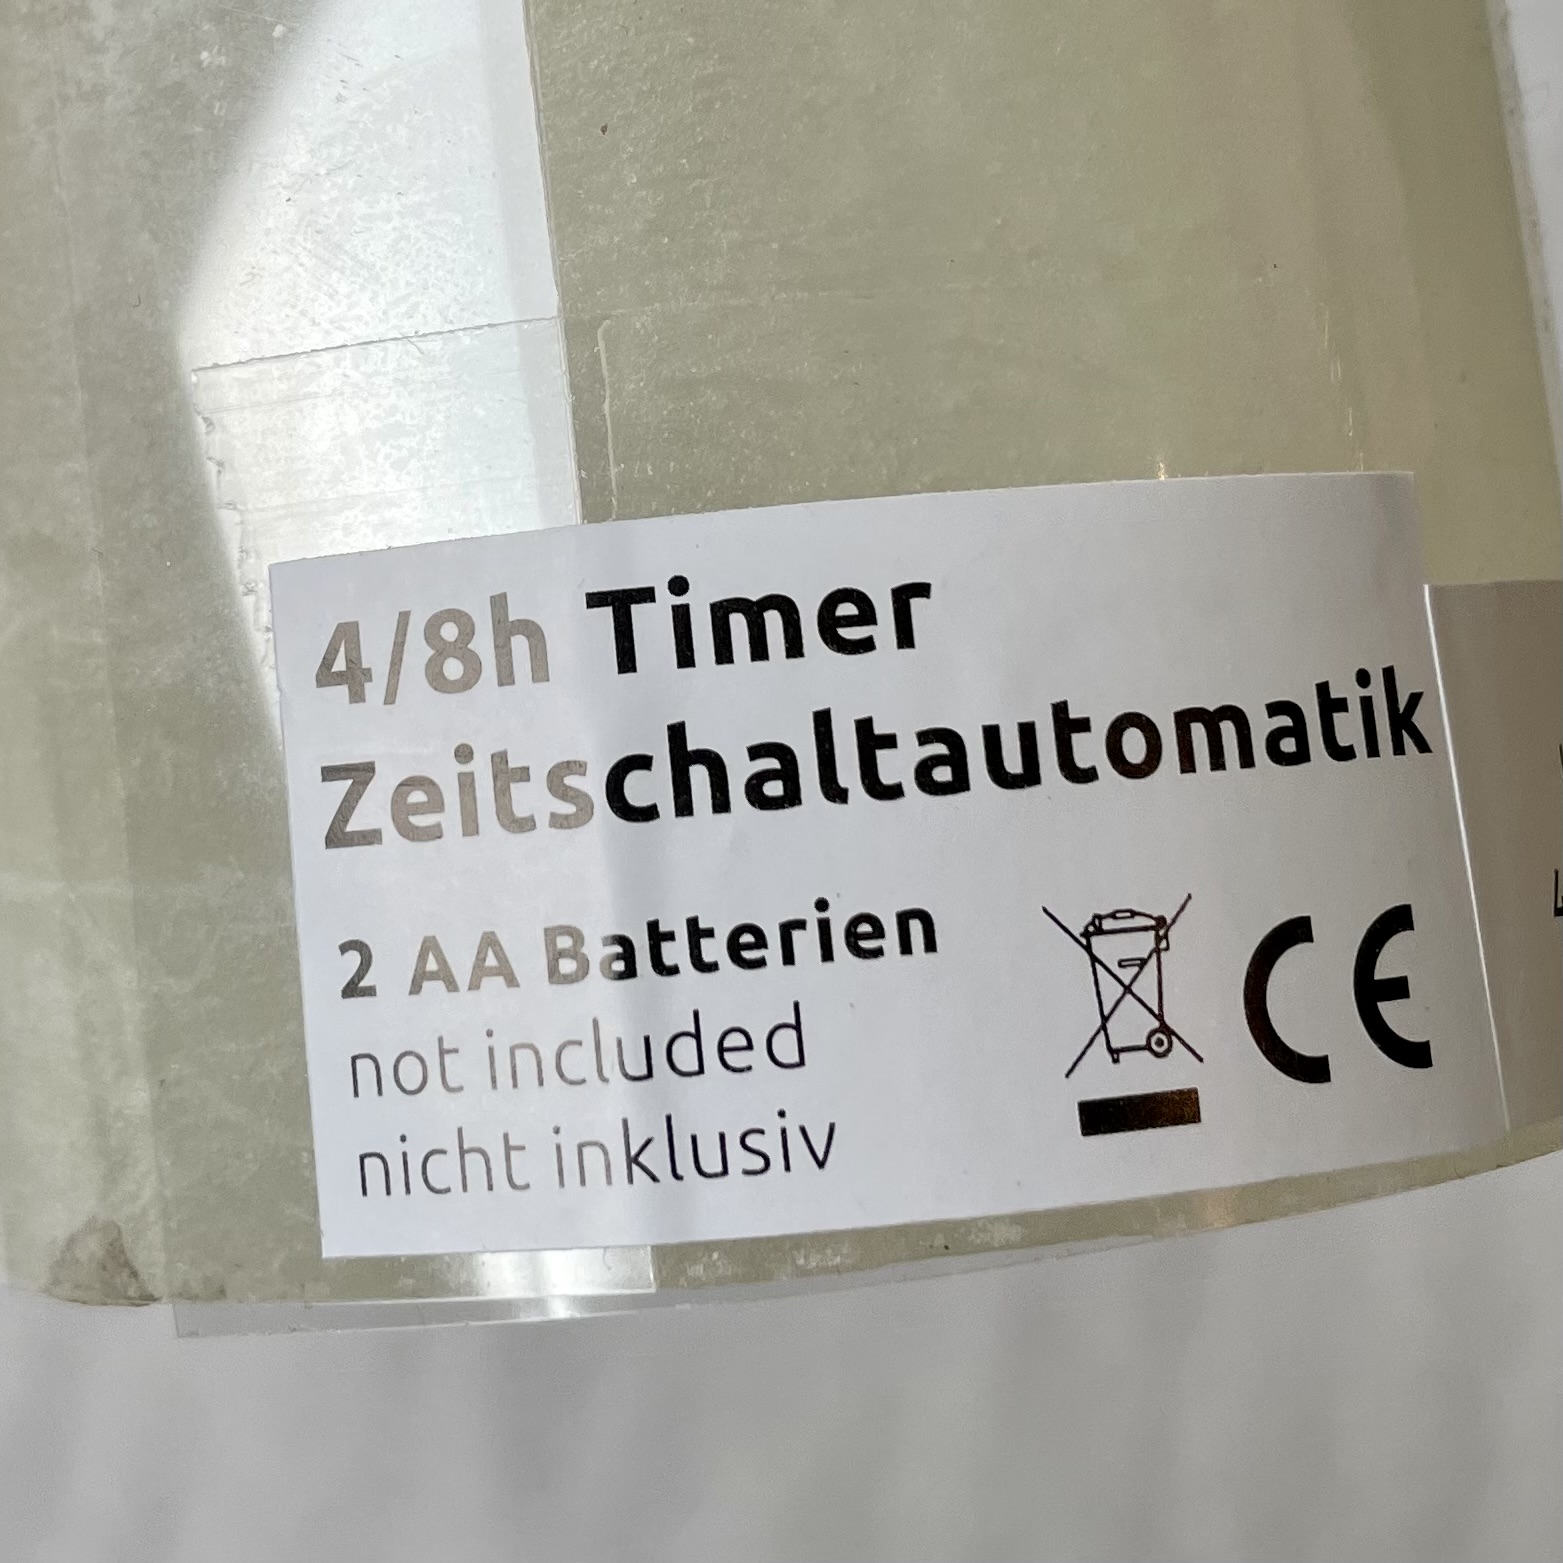 4/8h Timer
Zeitschaltautomatik
2 AA Batterien
not included
nicht inklusiv
CE